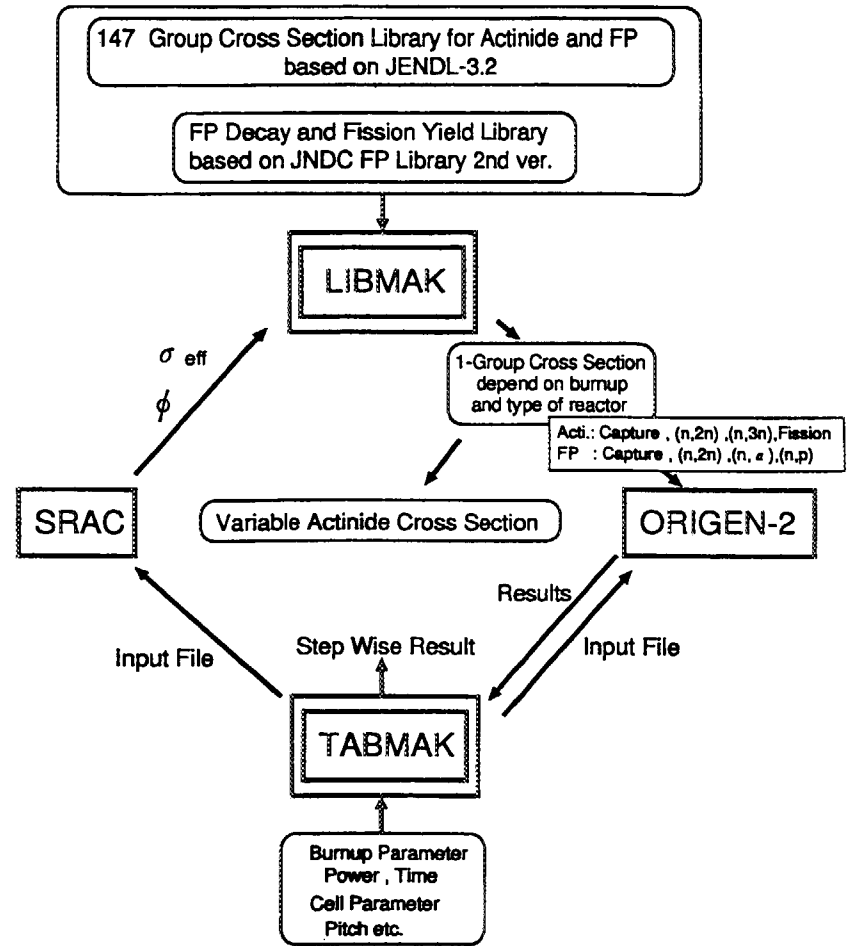 147 Group Cross Section Library for Actinide and FP
based on JENDL-3.2
FP Decay and Fission Yield Library
based on JNDC FP Library 2nd ver.
LIBMAK
σ eff
ϕ
1-Group Cross Section
depend on burnup
and type of reactor
Acti.: Capture , (n,2n) ,(n,3n),Fission
FP : Capture , (n,2n) ,(n, α ),(n,p)
SRAC
Variable Actinide Cross Section
ORIGEN-2
Results
Input File
Step Wise Result
Input File
TABMAK
Burnup Parameter
Power , Time
Cell Parameter
Pitch etc.